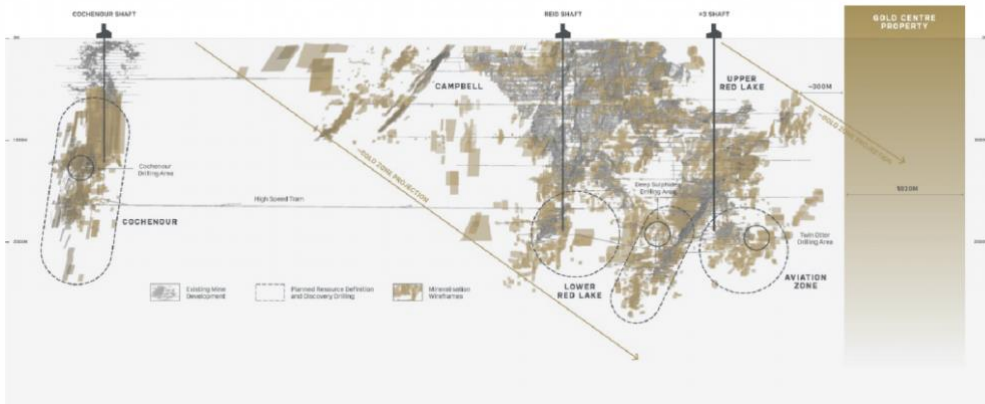 COCHENOUR SHAFT
REID SHAFT
#3 SHAFT
GOLD CENTRE
PROPERTY
CAMPBELL
UPPER
RED LAKE
~300M
~GOLD ZONE PROJECTION
~GOLD ZONE PROJECTION
1000M
Cochenour
Drilling Area
High Speed Tram
Deep Sulphide
Drilling Area
COCHENOUR
Twin Otter
Drilling Area
LOWER
RED LAKE
AVIATION
ZONE
Existing Mine
Development
Planned Resource Definition
and Discovery Drilling
Mineralisation
Wireframes